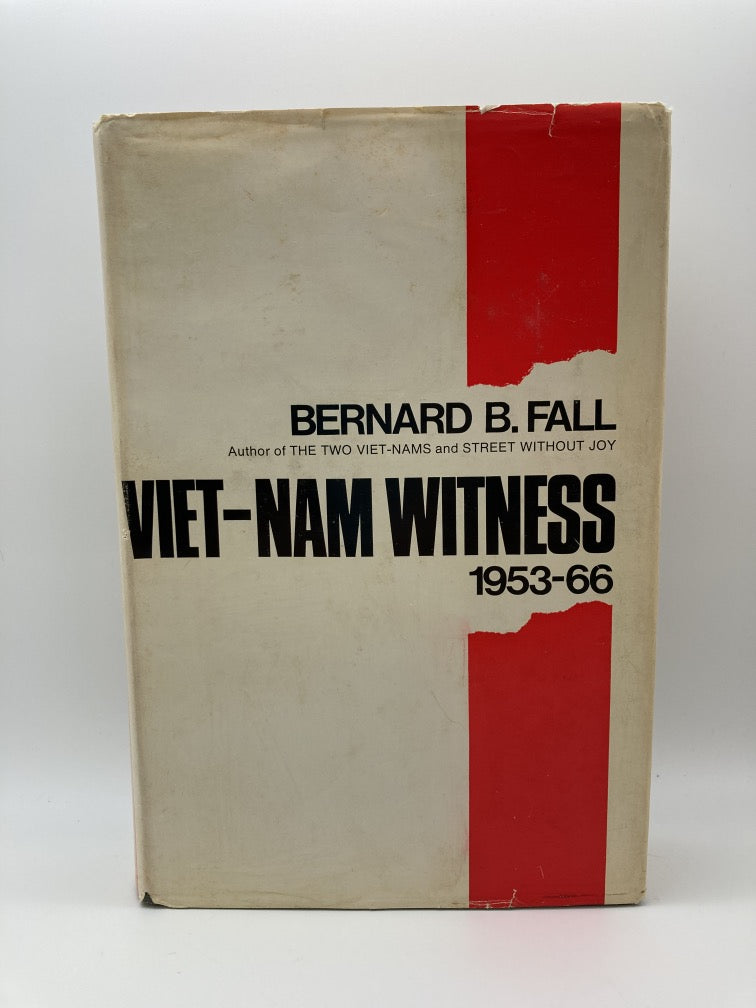 BERNARD B. FALL
Author of THE TWO VIET-NAMS and STREET WITHOUT JOY
VIET-NAM WITNESS
1953-66